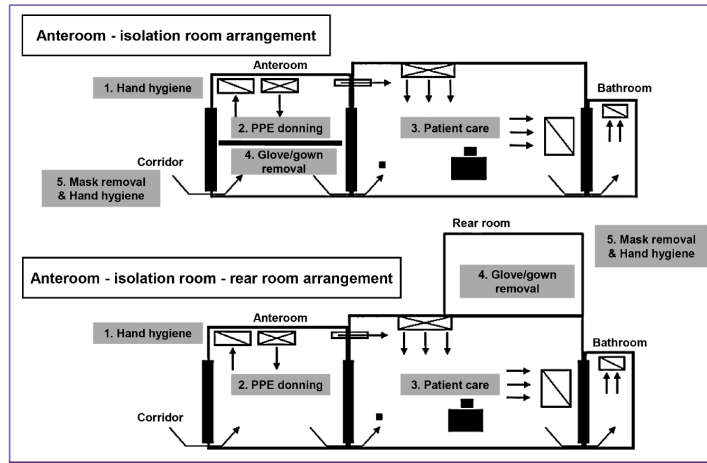 Anteroom - isolation room arrangement
Anteroom
1. Hand hygiene
Bathroom
2. PPE donning
3. Patient care
4. Glove/gown
removal
Corridor
5. Mask removal
& Hand hygiene
Rear room
5. Mask removal
& Hand hygiene
4. Glove/gown
removal
Anteroom - isolation room - rear room arrangement
Anteroom
1. Hand hygiene
Bathroom
2. PPE donning
3. Patient care
Corridor